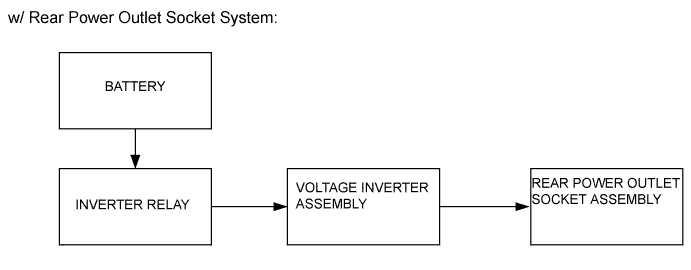 w/ Rear Power Outlet Socket System:
BATTERY
INVERTER RELAY
VOLTAGE INVERTER
ASSEMBLY
REAR POWER OUTLET
SOCKET ASSEMBLY